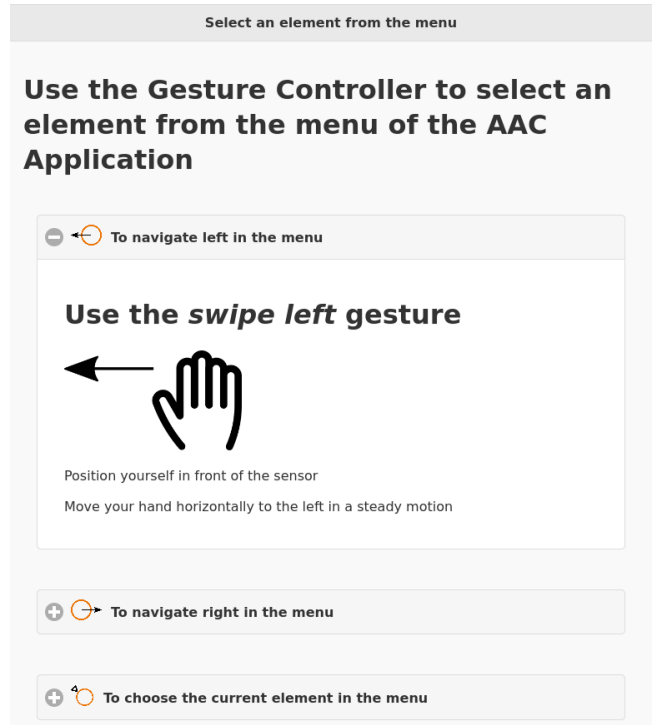 Select an element from the menu
Use the Gesture Controller to select an
element from the menu of the AAC
Application
To navigate left in the menu
Use the swipe left gesture
Position yourself in front of the sensor
Move your hand horizontally to the left in a steady motion
To navigate right in the menu
To choose the current element in the menu